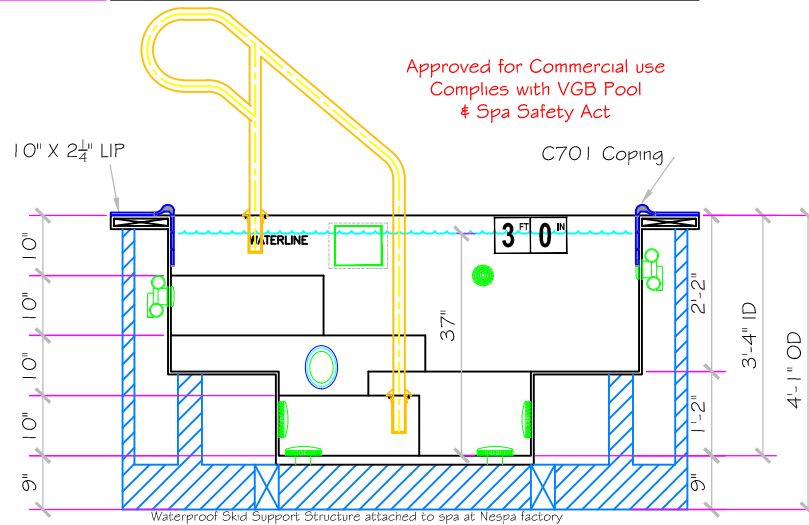 Approved for Commercial use
Complies with VGB Pool
& Spa Safety Act
10" X 2¼" LIP
C701 Coping
WATERLINE
3 FT 0 IN
10"
10"
10"
10"
9"
37"
2'-2"
1'-2"
9"
3'-4" ID
4'-1" OD
Waterproof Skid Support Structure attached to spa at Nespa factory